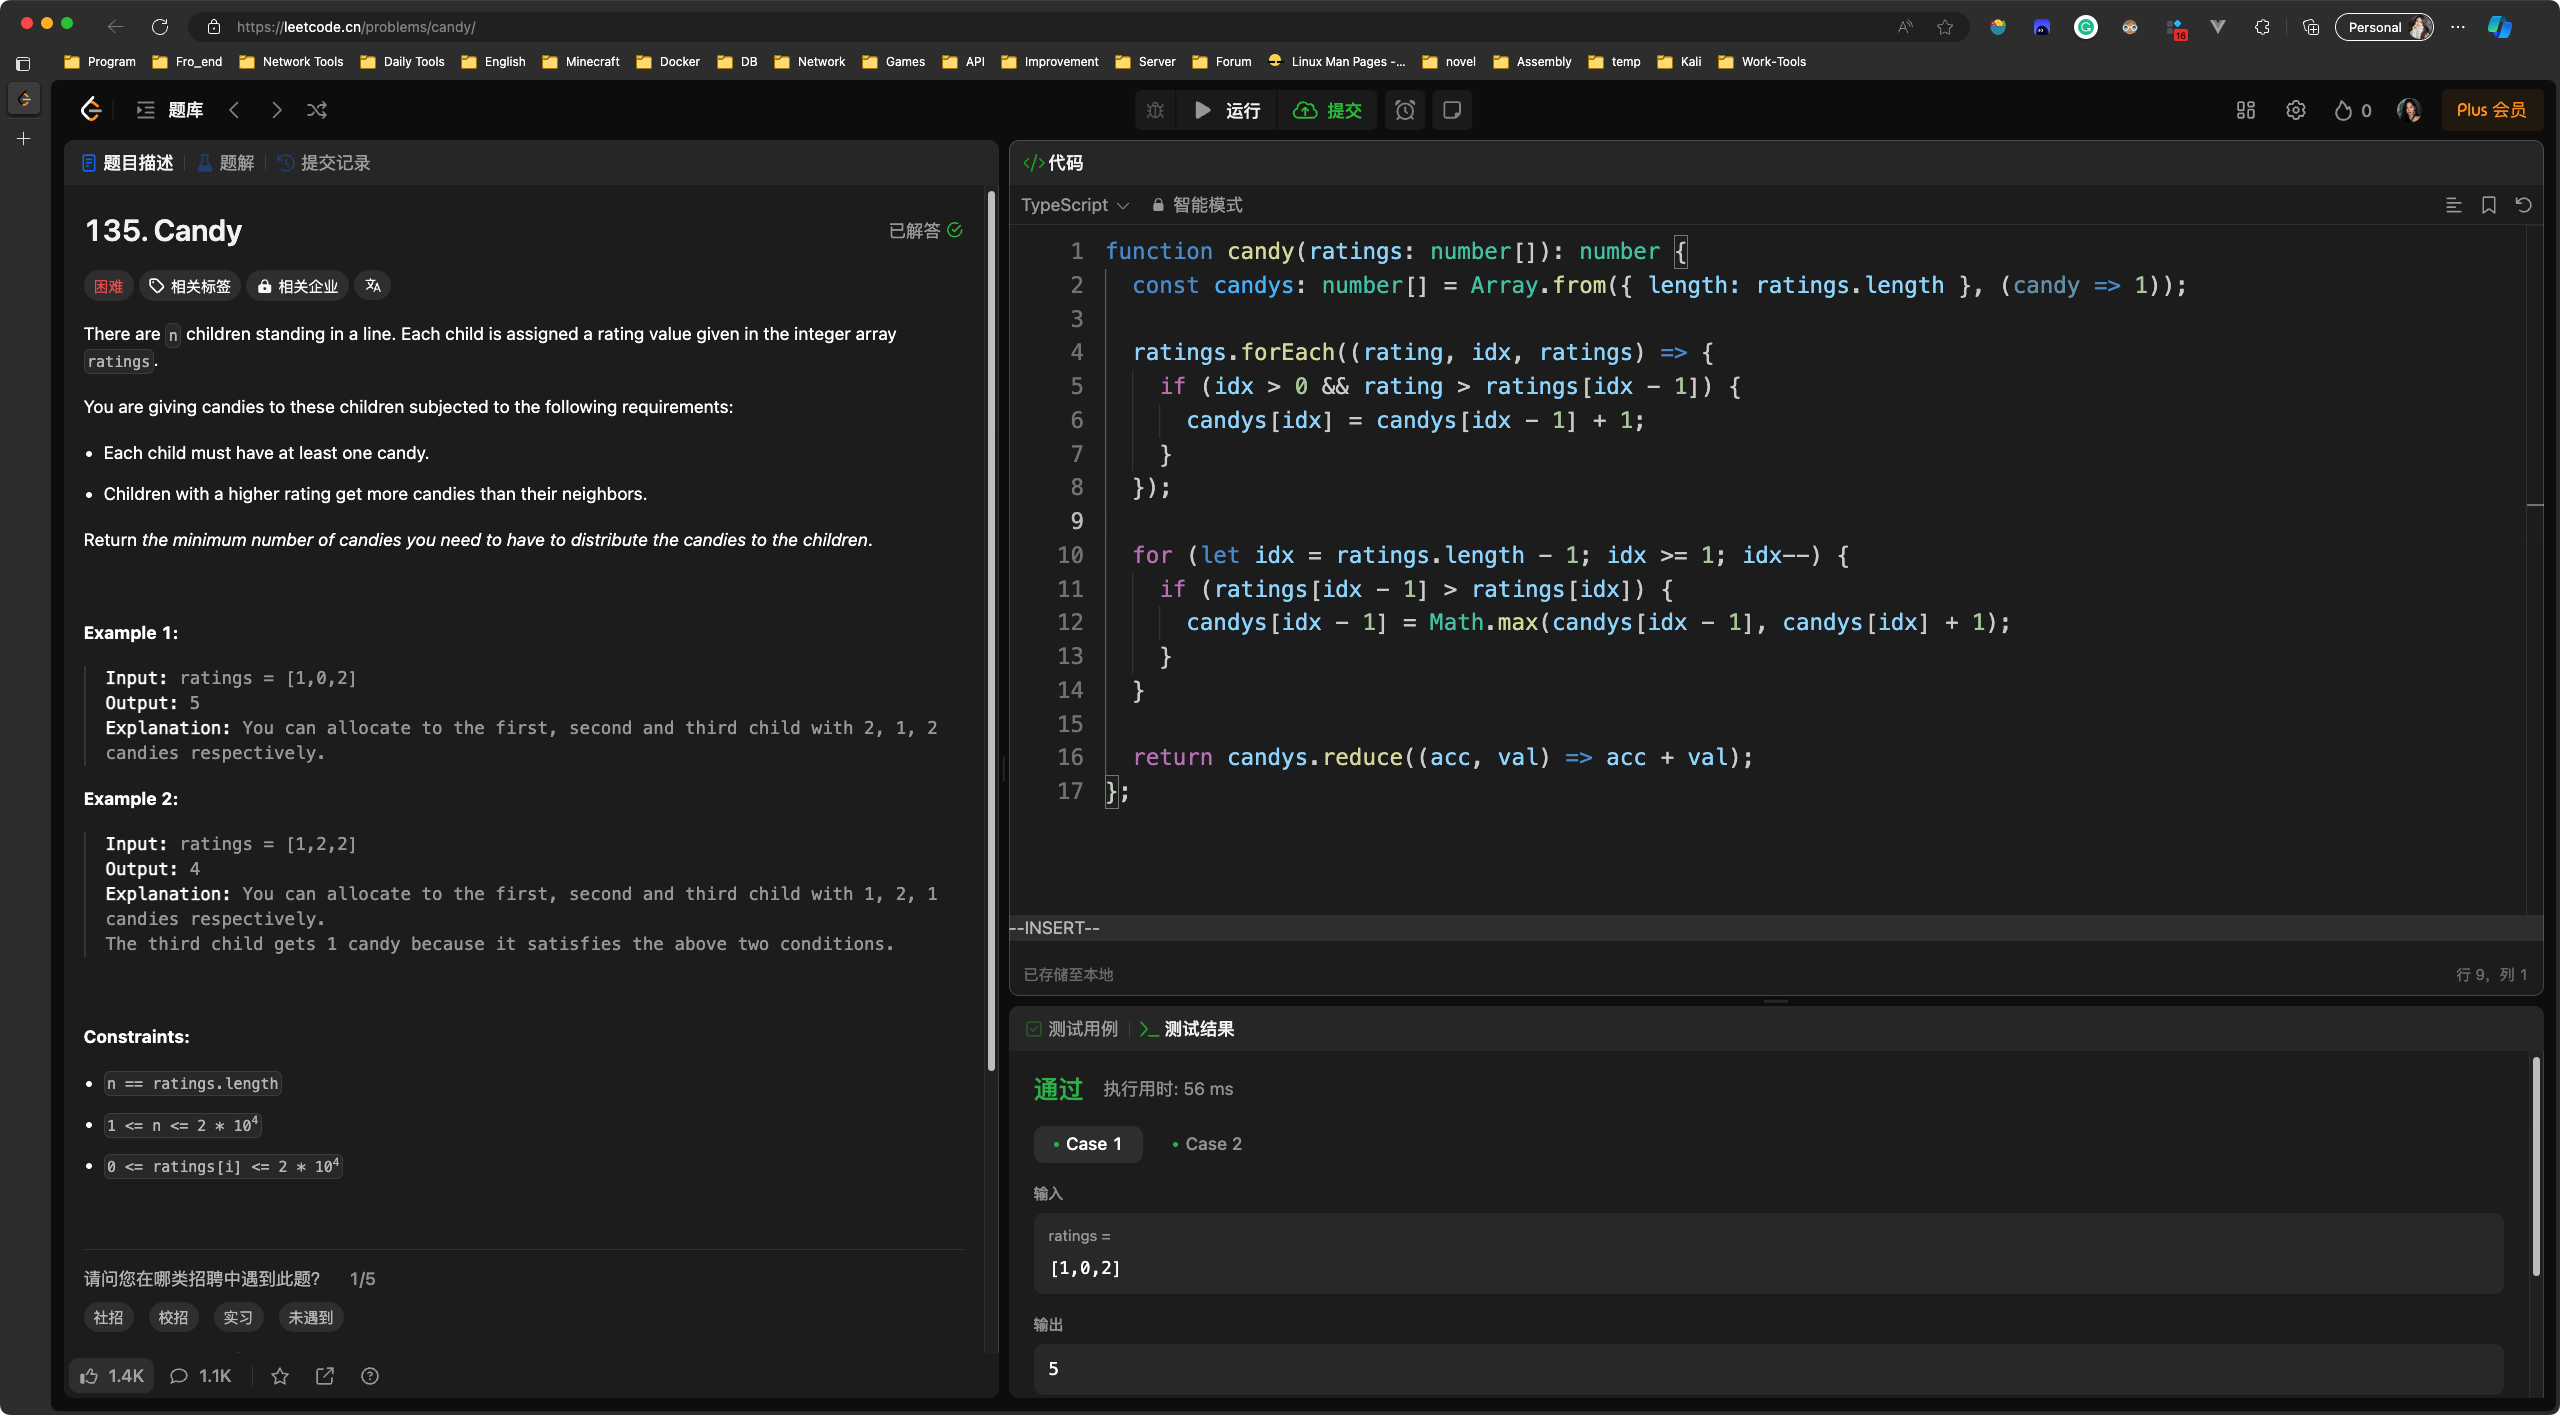 https://leetcode.cn/problems/candy/
Personal
16
Program
Fro_end
Network Tools
Daily Tools
English
Minecraft
Docker
DB
Network
Games
API
Improvement
Server
Forum
Linux Man Pages -...
novel
Assembly
temp
Kali
Work-Tools
题库
运行
提交
0
Plus 会员
题目描述
题解
提交记录
135. Candy
已解答
困难
相关标签
相关企业
There are n children standing in a line. Each child is assigned a rating value given in the integer array
ratings.
You are giving candies to these children subjected to the following requirements:
• Each child must have at least one candy.
• Children with a higher rating get more candies than their neighbors.
Return the minimum number of candies you need to have to distribute the candies to the children.
Example 1:
Input: ratings = [1,0,2]
Output: 5
Explanation: You can allocate to the first, second and third child with 2, 1, 2
candies respectively.
Example 2:
Input: ratings = [1,2,2]
Output: 4
Explanation: You can allocate to the first, second and third child with 1, 2, 1
candies respectively.
The third child gets 1 candy because it satisfies the above two conditions.
Constraints:
• n == ratings.length
• 1 <= n <= 2 * 10⁴
• 0 <= ratings[i] <= 2 * 10⁴
请问您在哪类招聘中遇到此题? 1/5
社招
校招
实习
未遇到
1.4K
1.1K
</> 代码
TypeScript
智能模式
1 function candy(ratings: number[]): number {
2 const candys: number[] = Array.from({ length: ratings.length }, (candy => 1));
3
4 ratings.forEach((rating, idx, ratings) => {
5 if (idx > 0 && rating > ratings[idx - 1]) {
6 candys[idx] = candys[idx - 1] + 1;
7 }
8 });
9
10 for (let idx = ratings.length - 1; idx >= 1; idx--) {
11 if (ratings[idx - 1] > ratings[idx]) {
12 candys[idx - 1] = Math.max(candys[idx - 1], candys[idx] + 1);
13 }
14 }
15
16 return candys.reduce((acc, val) => acc + val);
17 };
--INSERT--
已存储至本地
行 9, 列 1
测试用例
测试结果
通过
执行用时: 56 ms
• Case 1
• Case 2
输入
ratings =
[1,0,2]
输出
5